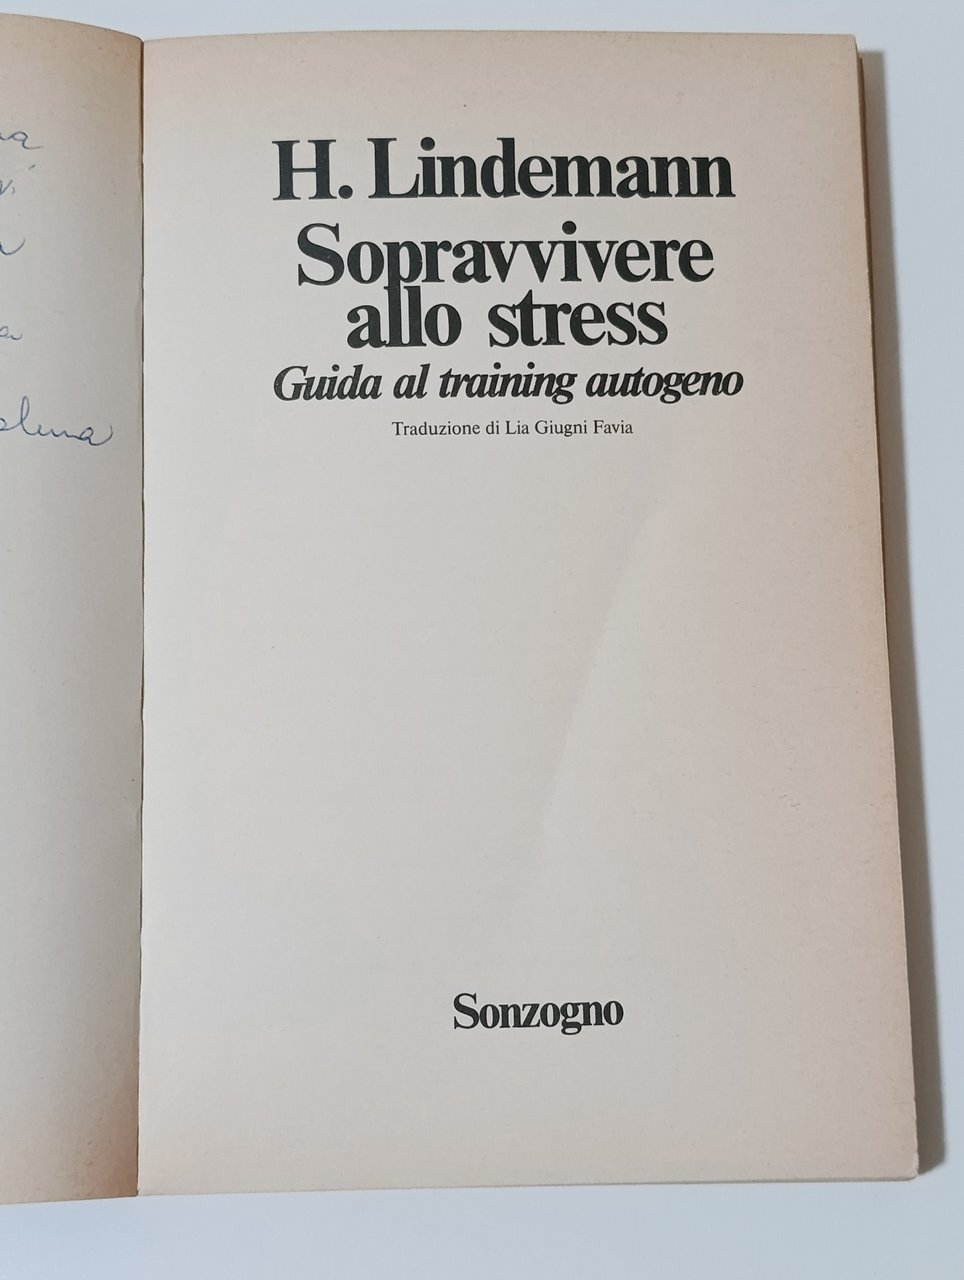 H. Lindemann
Sopravvivere
allo stress
Guida al training autogeno
Traduzione di Lia Giugni Favia
Sonzogno